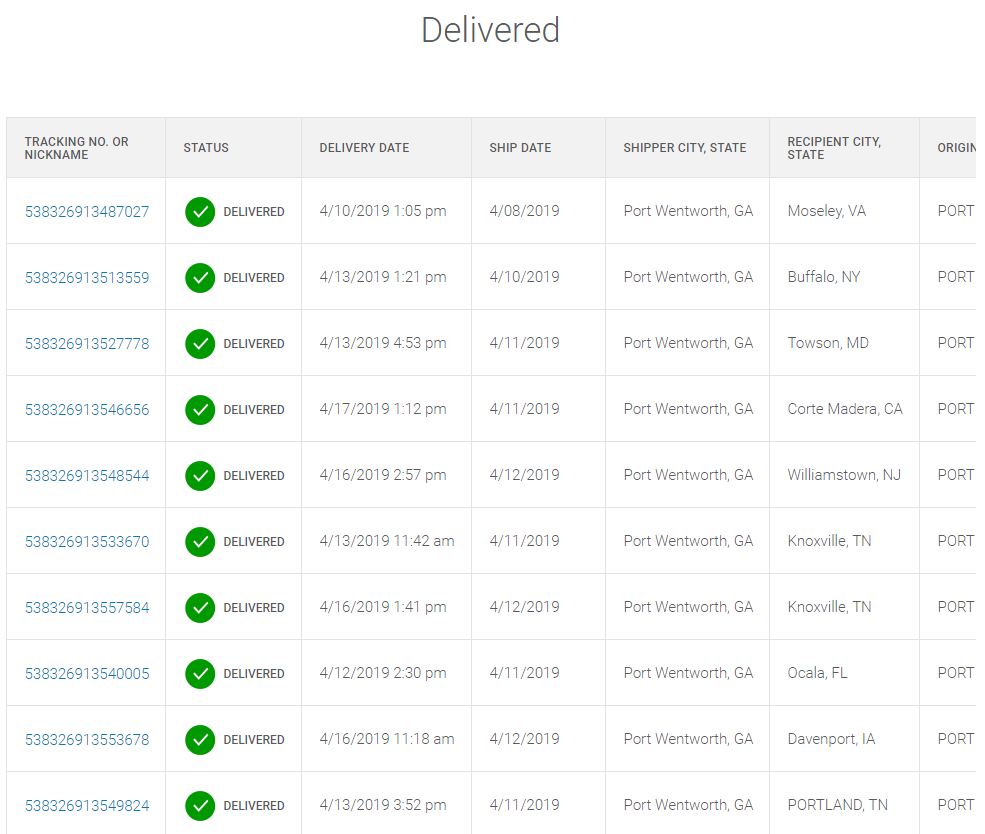 Delivered
TRACKING NO. OR NICKNAME STATUS DELIVERY DATE SHIP DATE SHIPPER CITY, STATE RECIPIENT CITY, STATE ORIGIN
538326913487027 DELIVERED 4/10/2019 1:05 pm 4/08/2019 Port Wentworth, GA Moseley, VA PORT
538326913513559 DELIVERED 4/13/2019 1:21 pm 4/10/2019 Port Wentworth, GA Buffalo, NY PORT
538326913527778 DELIVERED 4/13/2019 4:53 pm 4/11/2019 Port Wentworth, GA Towson, MD PORT
538326913546656 DELIVERED 4/17/2019 1:12 pm 4/11/2019 Port Wentworth, GA Corte Madera, CA PORT
538326913548544 DELIVERED 4/16/2019 2:57 pm 4/12/2019 Port Wentworth, GA Williamstown, NJ PORT
538326913533670 DELIVERED 4/13/2019 11:42 am 4/11/2019 Port Wentworth, GA Knoxville, TN PORT
538326913557584 DELIVERED 4/16/2019 1:41 pm 4/12/2019 Port Wentworth, GA Knoxville, TN PORT
538326913540005 DELIVERED 4/12/2019 2:30 pm 4/11/2019 Port Wentworth, GA Ocala, FL PORT
538326913553678 DELIVERED 4/16/2019 11:18 am 4/12/2019 Port Wentworth, GA Davenport, IA PORT
538326913549824 DELIVERED 4/13/2019 3:52 pm 4/11/2019 Port Wentworth, GA PORTLAND, TN PORT